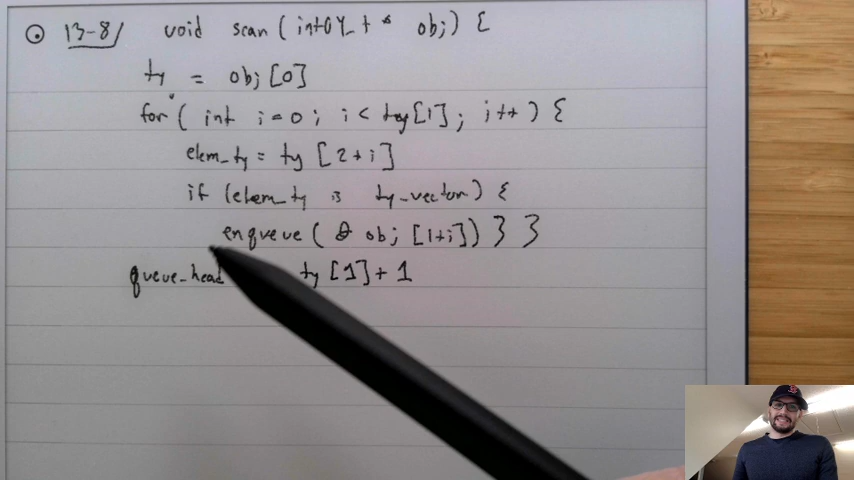 13-8/ void scan (int64_t * obj) {
ty = obj [0]
for ( int i=0; i < ty[1]; i++ ) {
elem_ty = ty [2+i]
if (elem_ty is ty_vector) {
enqueue ( & obj [1+i]) } }
queue_head ty [1] + 1